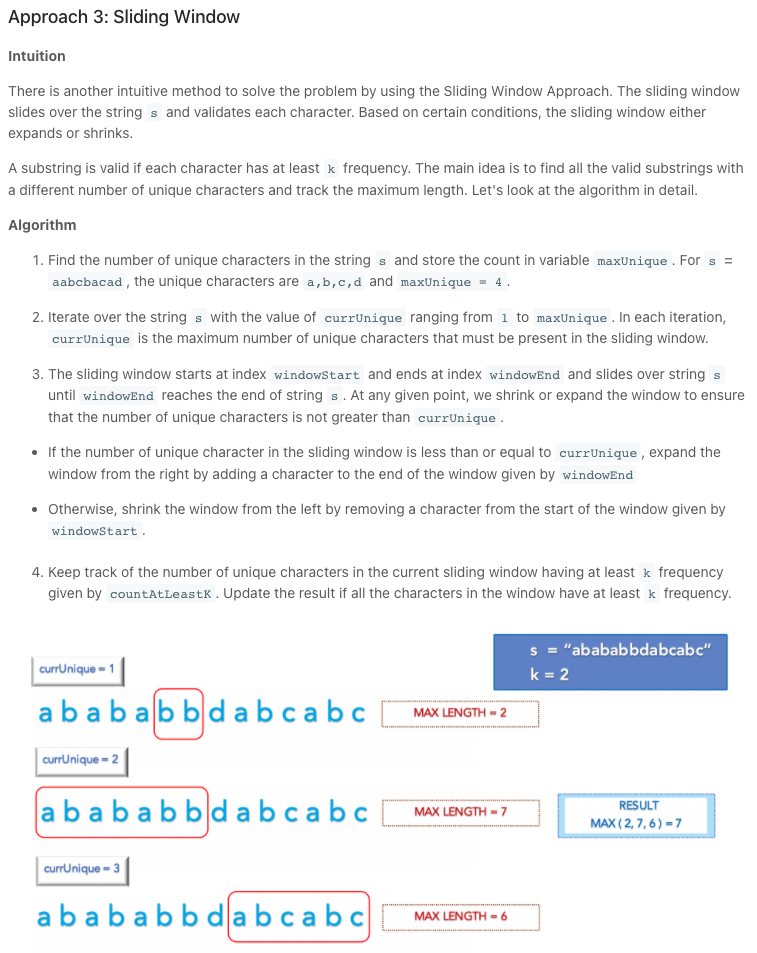 Approach 3: Sliding Window
Intuition
There is another intuitive method to solve the problem by using the Sliding Window Approach. The sliding window
slides over the string s and validates each character. Based on certain conditions, the sliding window either
expands or shrinks.
A substring is valid if each character has at least k frequency. The main idea is to find all the valid substrings with
a different number of unique characters and track the maximum length. Let's look at the algorithm in detail.
Algorithm
1. Find the number of unique characters in the string s and store the count in variable maxUnique . For s =
aabcbacad , the unique characters are a,b,c,d and maxUnique = 4 .
2. Iterate over the string s with the value of currUnique ranging from 1 to maxUnique . In each iteration,
currUnique is the maximum number of unique characters that must be present in the sliding window.
3. The sliding window starts at index windowStart and ends at index windowEnd and slides over string s
until windowEnd reaches the end of string s . At any given point, we shrink or expand the window to ensure
that the number of unique characters is not greater than currUnique .
• If the number of unique character in the sliding window is less than or equal to currUnique , expand the
window from the right by adding a character to the end of the window given by windowEnd
• Otherwise, shrink the window from the left by removing a character from the start of the window given by
windowStart .
4. Keep track of the number of unique characters in the current sliding window having at least k frequency
given by countAtLeastK . Update the result if all the characters in the window have at least k frequency.
s = “abababbdabcabc”
k = 2
currUnique = 1
a b a b a b b d a b c a b c
MAX LENGTH = 2
currUnique = 2
a b a b a b b d a b c a b c
MAX LENGTH = 7
RESULT
MAX ( 2, 7, 6 ) = 7
currUnique = 3
a b a b a b b d a b c a b c
MAX LENGTH = 6